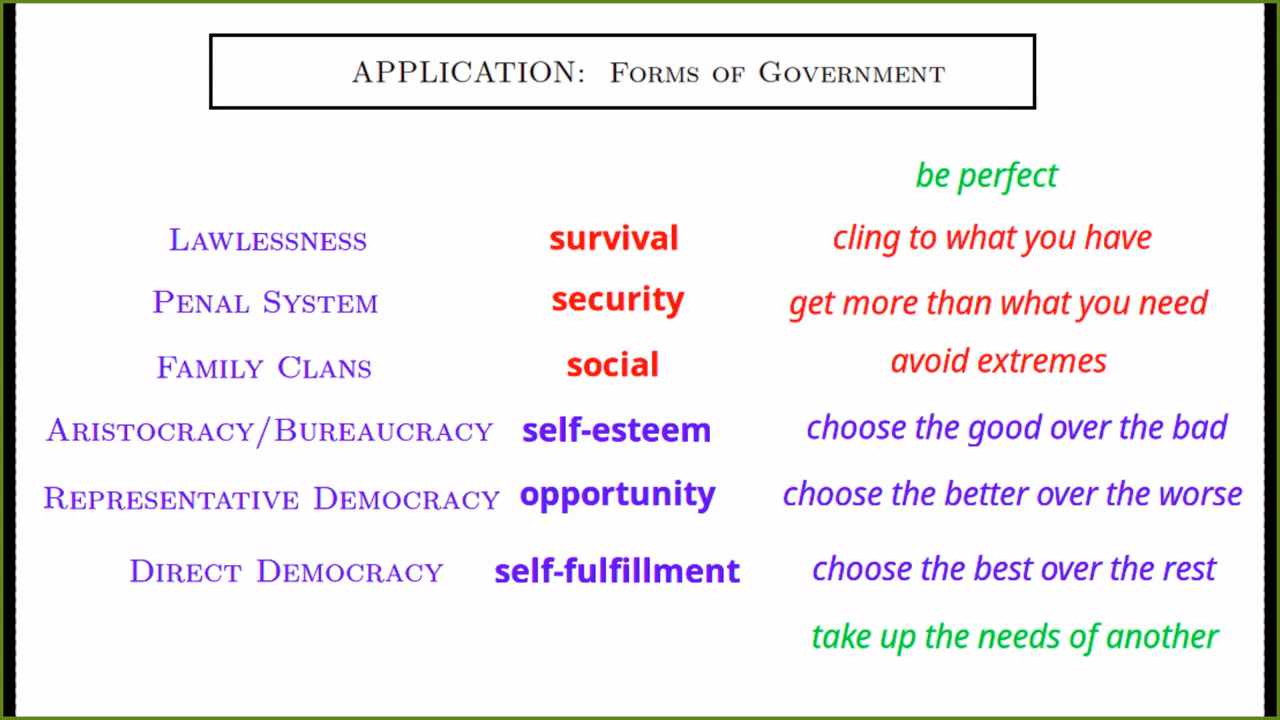 APPLICATION: Forms of Government
be perfect
Lawlessness survival cling to what you have
Penal System security get more than what you need
Family Clans social avoid extremes
Aristocracy/Bureaucracy self-esteem choose the good over the bad
Representative Democracy opportunity choose the better over the worse
Direct Democracy self-fulfillment choose the best over the rest
take up the needs of another